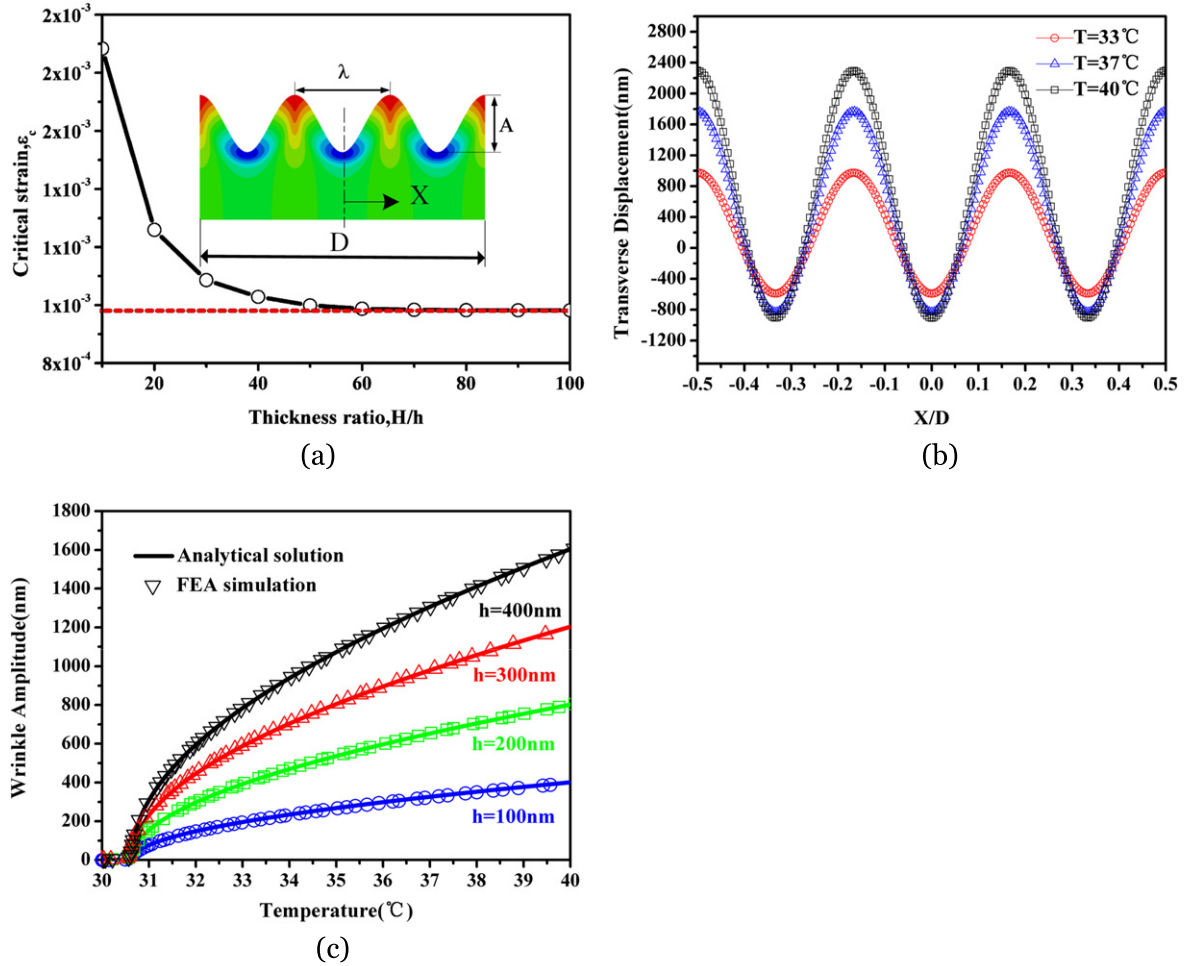 2x10⁻³
2x10⁻³
2x10⁻³
1x10⁻³
1x10⁻³
1x10⁻³
8x10⁻⁴
Critical strain,εc
λ
A
X
D
20 40 60 80 100
Thickness ratio,H/h
(a)
2800
2400
2000
1600
1200
800
400
0
-400
-800
-1200
Transverse Displacement(nm)
T=33℃
T=37℃
T=40℃
-0.5 -0.4 -0.3 -0.2 -0.1 0.0 0.1 0.2 0.3 0.4 0.5
X/D
(b)
1800
1600
1400
1200
1000
800
600
400
200
0
Wrinkle Amplitude(nm)
Analytical solution
FEA simulation
h=400nm
h=300nm
h=200nm
h=100nm
30 31 32 33 34 35 36 37 38 39 40
Temperature(℃)
(c)